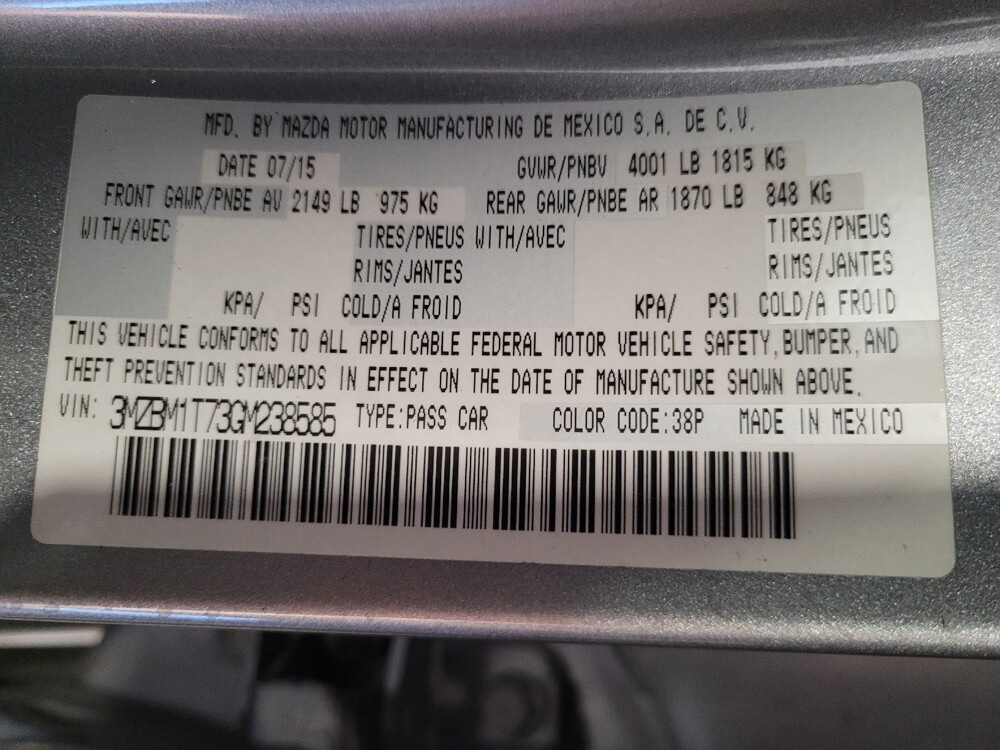 MFD. BY MAZDA MOTOR MANUFACTURING DE MEXICO S.A. DE C.V.
DATE 07/15 GVWR/PNBV 4001 LB 1815 KG
FRONT GAWR/PNBE AV 2149 LB 975 KG REAR GAWR/PNBE AR 1870 LB 848 KG
WITH/AVEC TIRES/PNEUS WITH/AVEC TIRES/PNEUS
RIMS/JANTES RIMS/JANTES
KPA/ PSI COLD/A FROID KPA/ PSI COLD/A FROID
THIS VEHICLE CONFORMS TO ALL APPLICABLE FEDERAL MOTOR VEHICLE SAFETY,BUMPER,AND
THEFT PREVENTION STANDARDS IN EFFECT ON THE DATE OF MANUFACTURE SHOWN ABOVE.
VIN: 3MZBM1T73GM238585 TYPE:PASS CAR COLOR CODE:38P MADE IN MEXICO